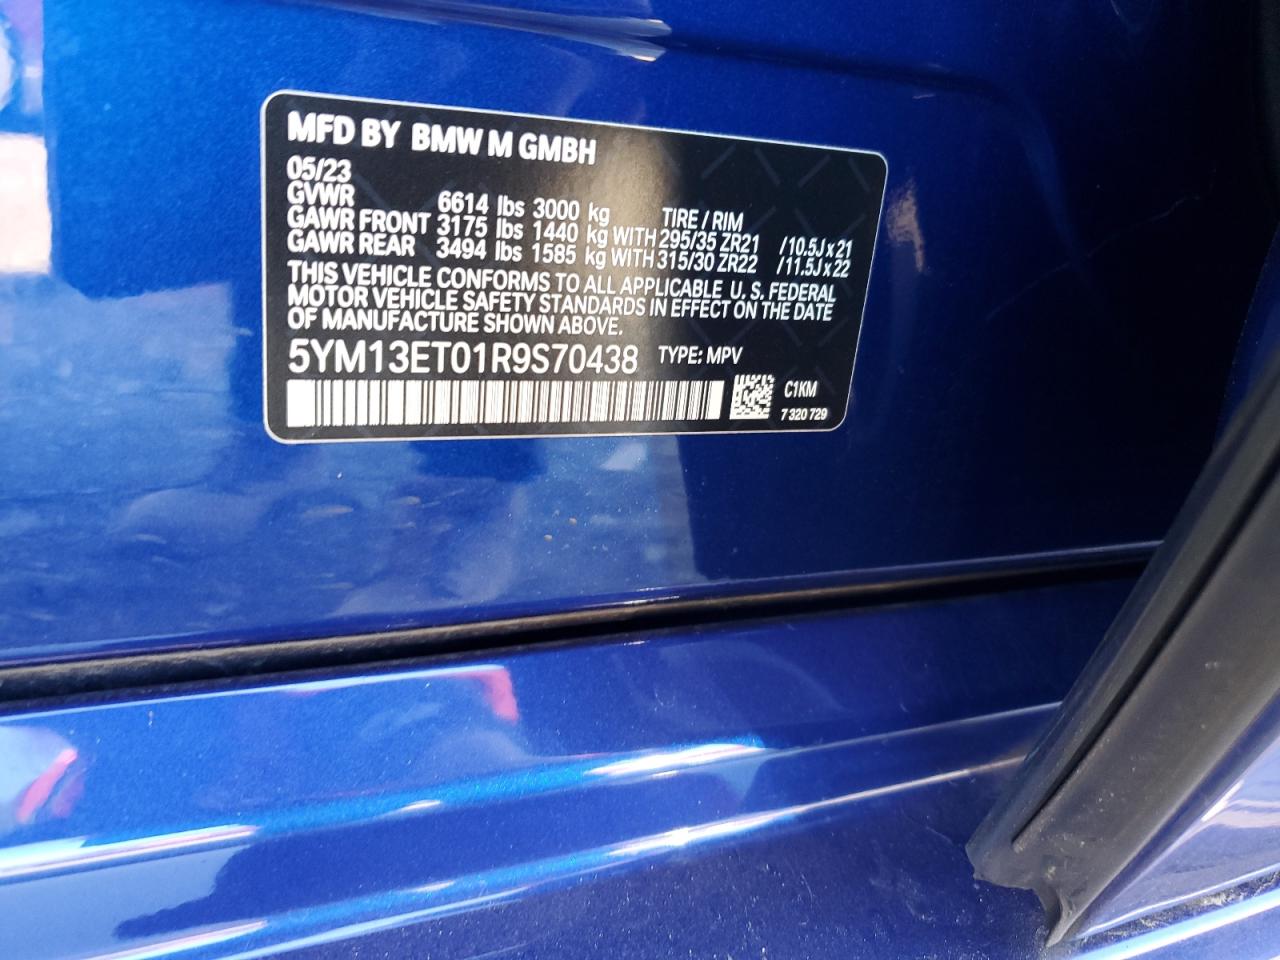 MFD BY BMW M GMBH
05/23
GVWR 6614 lbs 3000 kg TIRE / RIM
GAWR FRONT 3175 lbs 1440 kg WITH 295/35 ZR21 /10.5J x 21
GAWR REAR 3494 lbs 1585 kg WITH 315/30 ZR22 /11.5J x 22
THIS VEHICLE CONFORMS TO ALL APPLICABLE U. S. FEDERAL
MOTOR VEHICLE SAFETY STANDARDS IN EFFECT ON THE DATE
OF MANUFACTURE SHOWN ABOVE.
5YM13ET01R9S70438 TYPE: MPV
C1KM
7 320 729